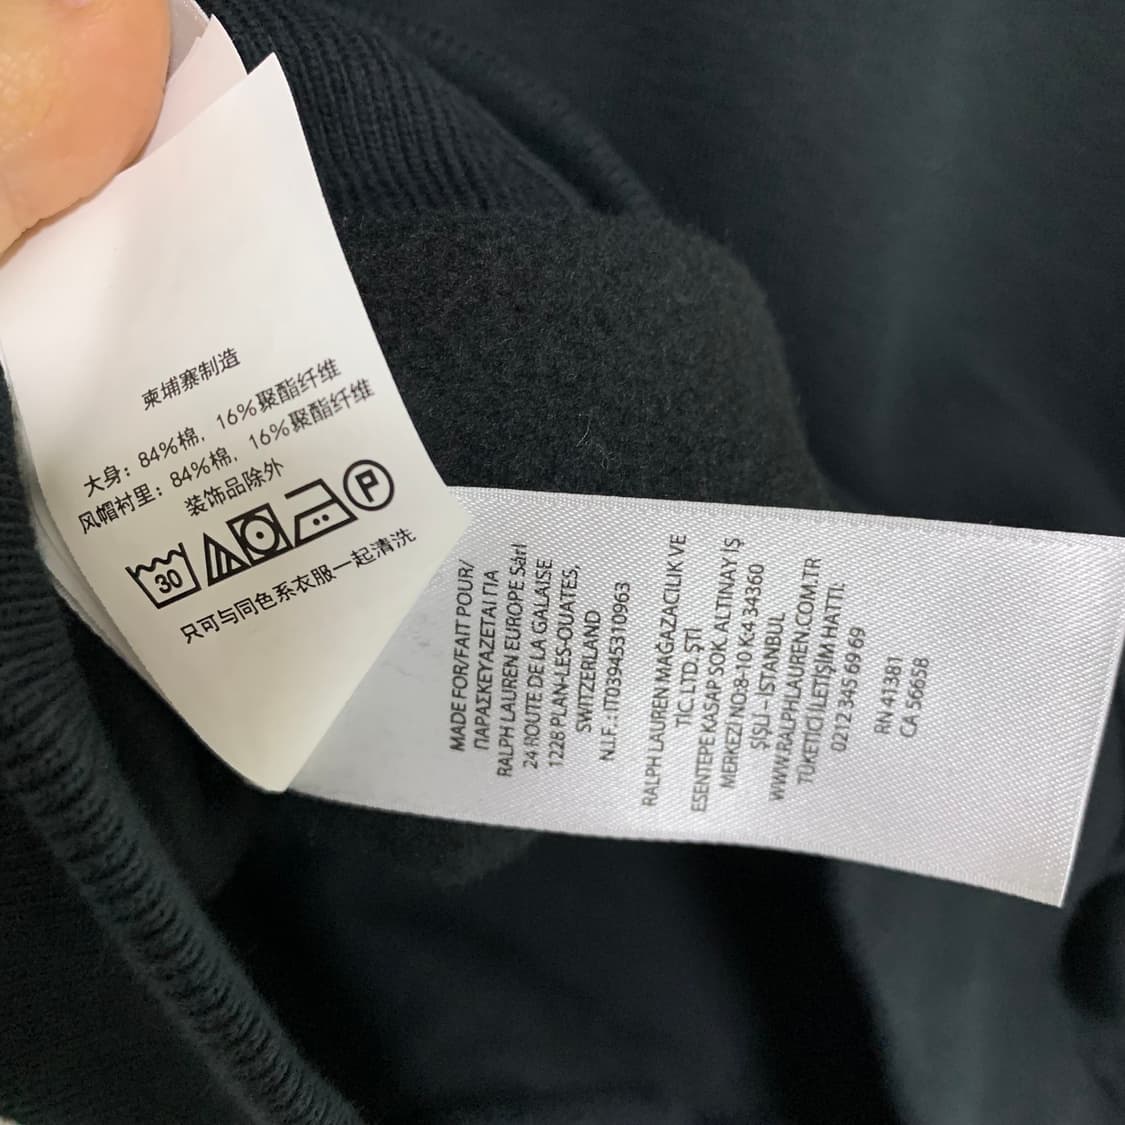 柬埔寨制造
大身：84%棉，16%聚酯纤维
风帽衬里：84%棉，16%聚酯纤维
装饰品除外
30 P
只可与同色系衣服一起清洗
MADE FOR/FAIT POUR/
ΠΑΡΑΣΚΕΥΑΖΕΤΑΙ ΓΙΑ
RALPH LAUREN EUROPE Sàrl
24 ROUTE DE LA GALAISE
1228 PLAN-LES-OUATES,
SWITZERLAND
N.I.F.: IT03945310963
RALPH LAUREN MAĞAZACILIK VE
TİC. LTD. ŞTİ
ESENTEPE KASAP SOK. ALTINAY İŞ
MERKEZİ NO:8-10 K:4 34360
ŞİŞLİ – İSTANBUL
WWW.RALPHLAUREN.COM.TR
TÜKETİCİ İLETİŞİM HATTI:
0212 345 69 69
RN 41381
CA 56658